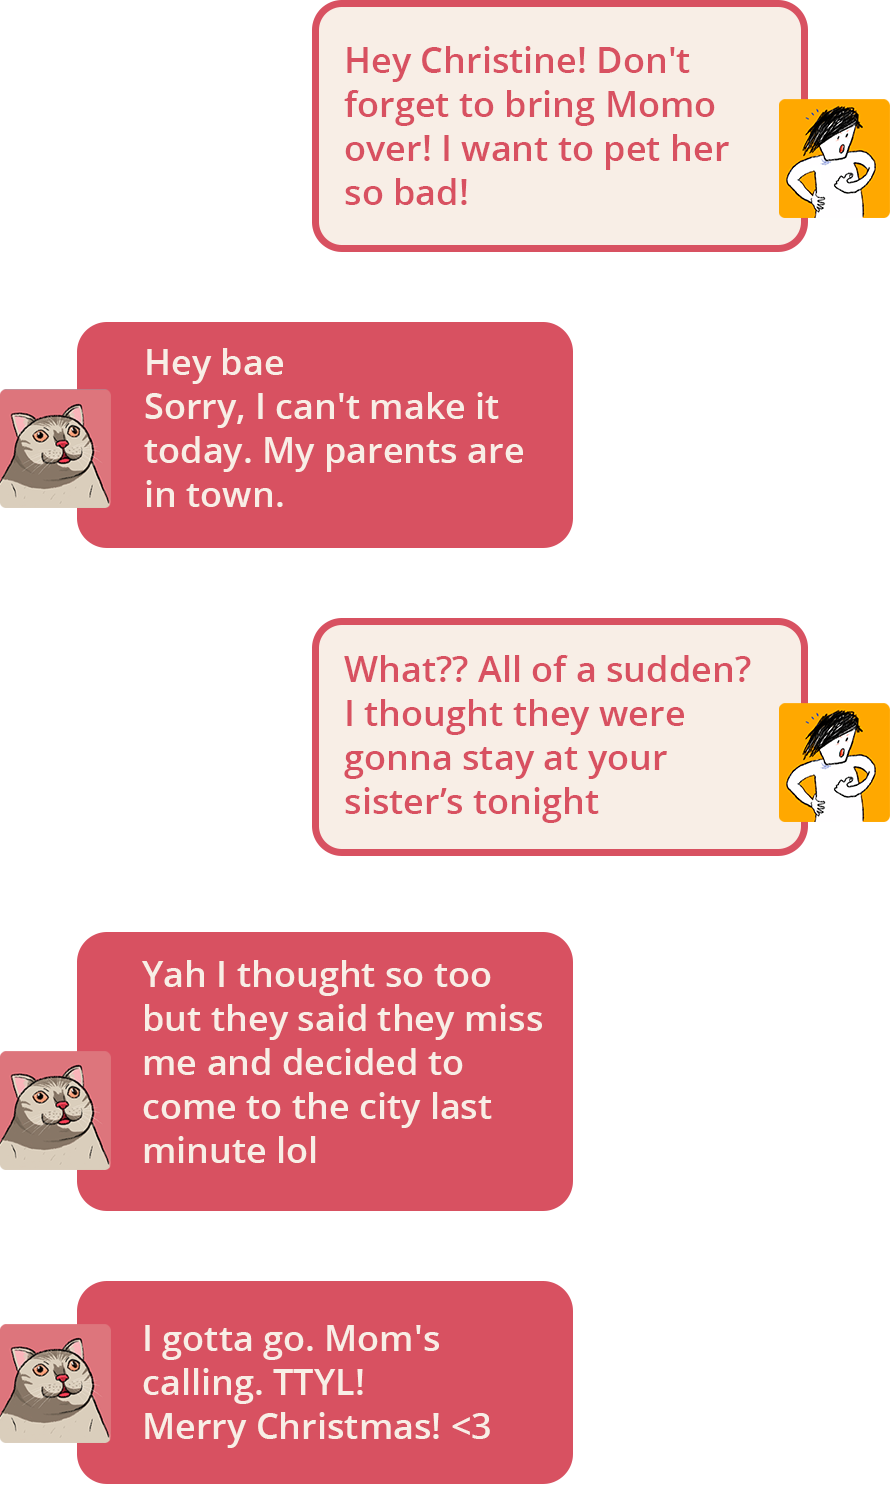 Hey Christine! Don't
forget to bring Momo
over! I want to pet her
so bad!
Hey bae
Sorry, I can't make it
today. My parents are
in town.
What?? All of a sudden?
I thought they were
gonna stay at your
sister’s tonight
Yah I thought so too
but they said they miss
me and decided to
come to the city last
minute lol
I gotta go. Mom's
calling. TTYL!
Merry Christmas! <3